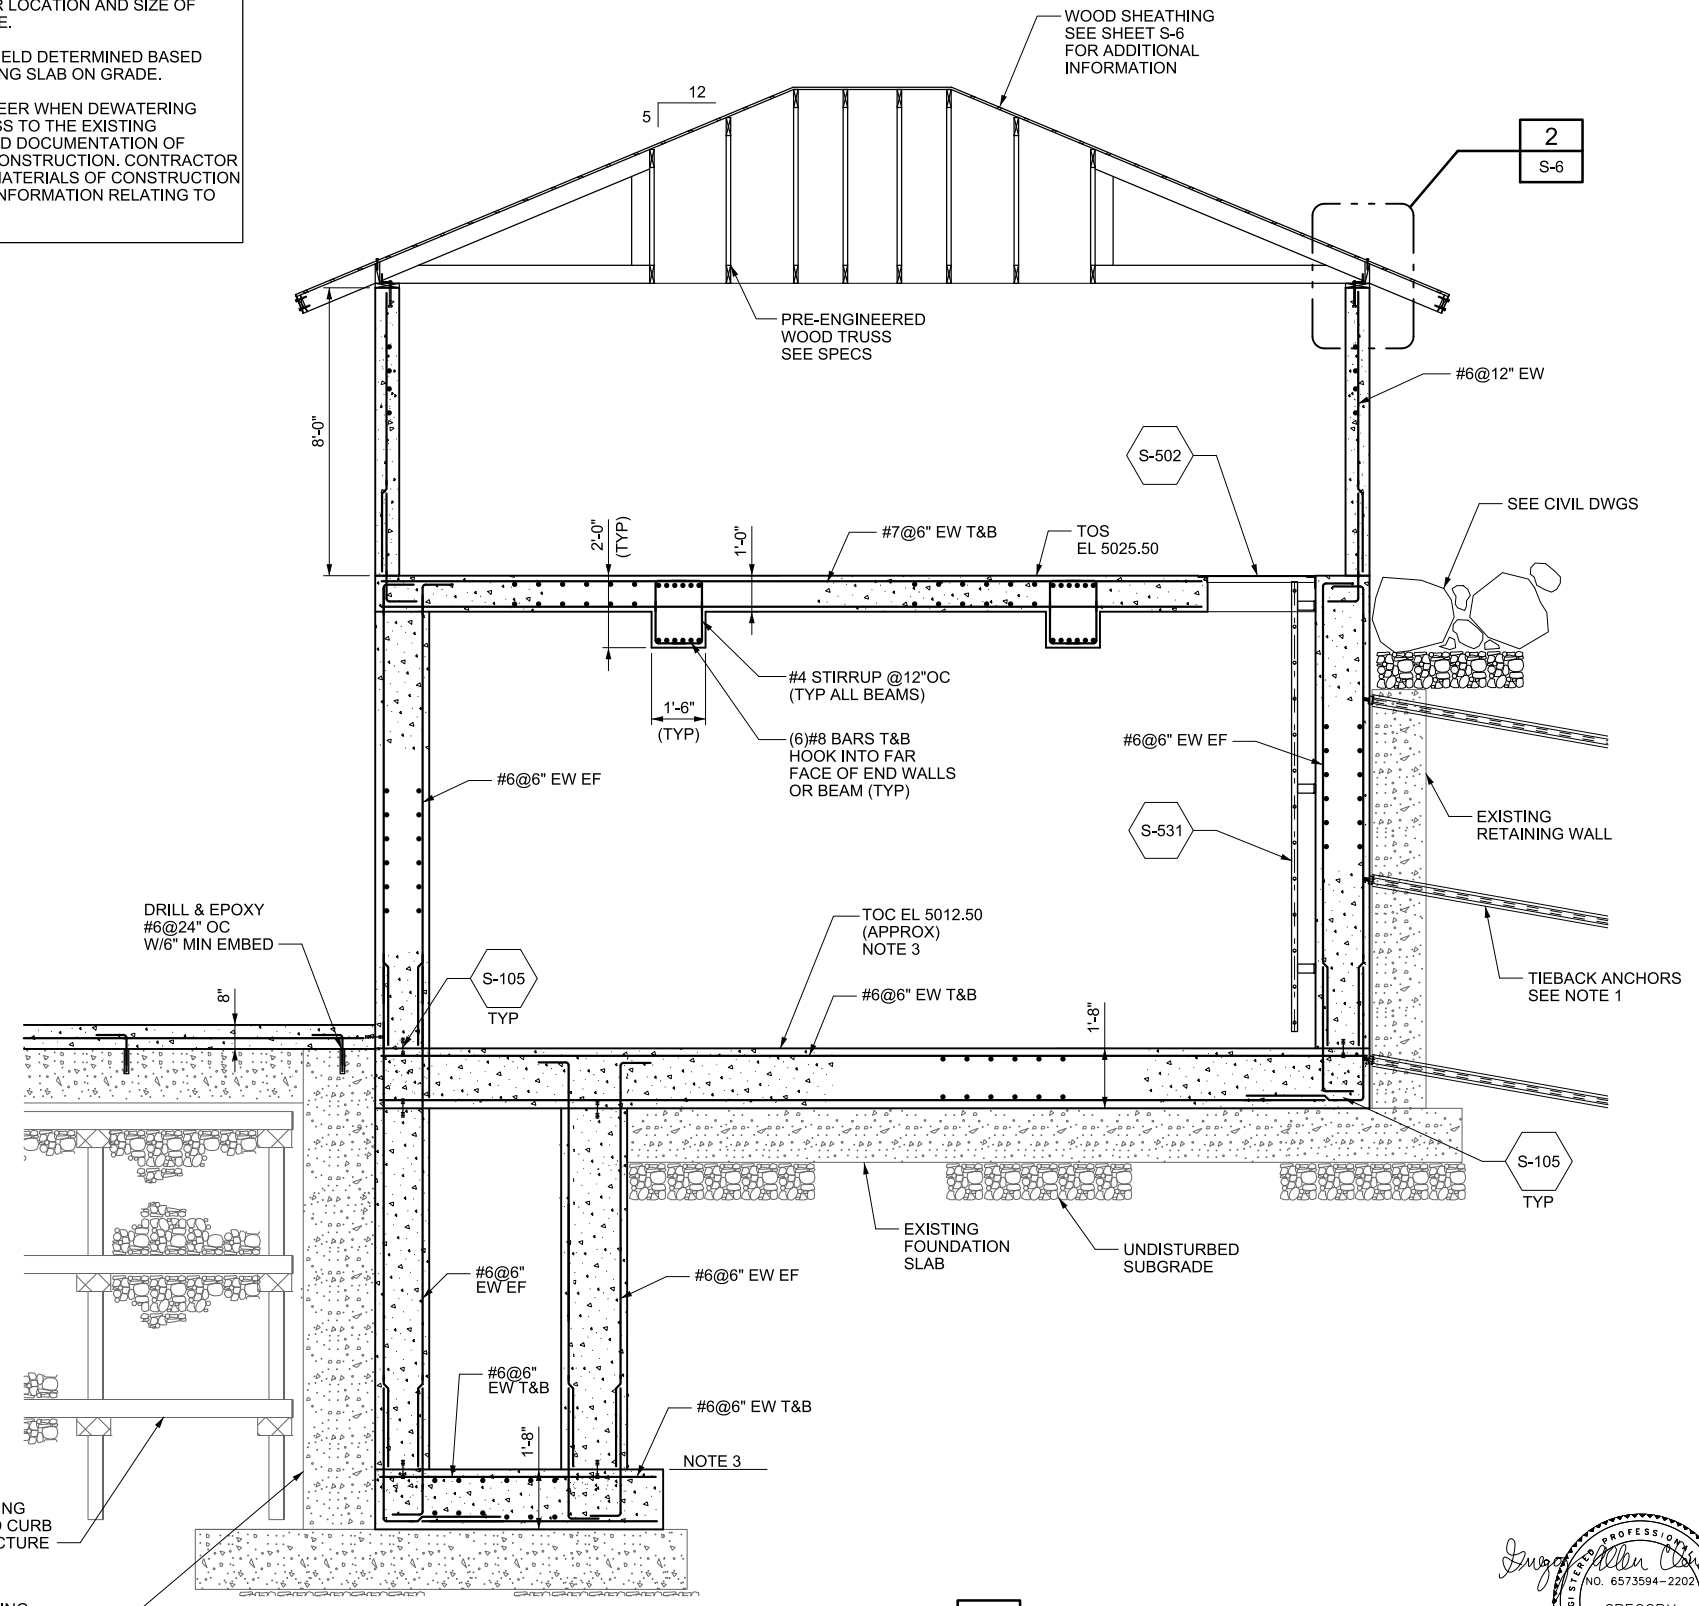 R LOCATION AND SIZE OF
E.
ELD DETERMINED BASED
NG SLAB ON GRADE.
EER WHEN DEWATERING
SS TO THE EXISTING
D DOCUMENTATION OF
ONSTRUCTION. CONTRACTOR
MATERIALS OF CONSTRUCTION
NFORMATION RELATING TO
WOOD SHEATHING
SEE SHEET S-6
FOR ADDITIONAL
INFORMATION
12
5
2
S-6
PRE-ENGINEERED
WOOD TRUSS
SEE SPECS
#6@12" EW
8'-0"
S-502
SEE CIVIL DWGS
2'-0"
(TYP)
#7@6" EW T&B
1'-0"
TOS
EL 5025.50
#4 STIRRUP @12"OC
(TYP ALL BEAMS)
1'-6"
(TYP)
(6)#8 BARS T&B
HOOK INTO FAR
FACE OF END WALLS
OR BEAM (TYP)
#6@6" EW EF
#6@6" EW EF
S-531
EXISTING
RETAINING WALL
DRILL & EPOXY
#6@24" OC
W/6" MIN EMBED
TOC EL 5012.50
(APPROX)
NOTE 3
S-105
TYP
TIEBACK ANCHORS
SEE NOTE 1
8"
#6@6" EW T&B
1'-8"
S-105
TYP
EXISTING
FOUNDATION
SLAB
UNDISTURBED
SUBGRADE
#6@6"
EW EF
#6@6" EW EF
#6@6"
EW T&B
#6@6" EW T&B
1'-8"
NOTE 3
ING
D CURB
CTURE
PROFESSIONAL
NO. 6573594-2202